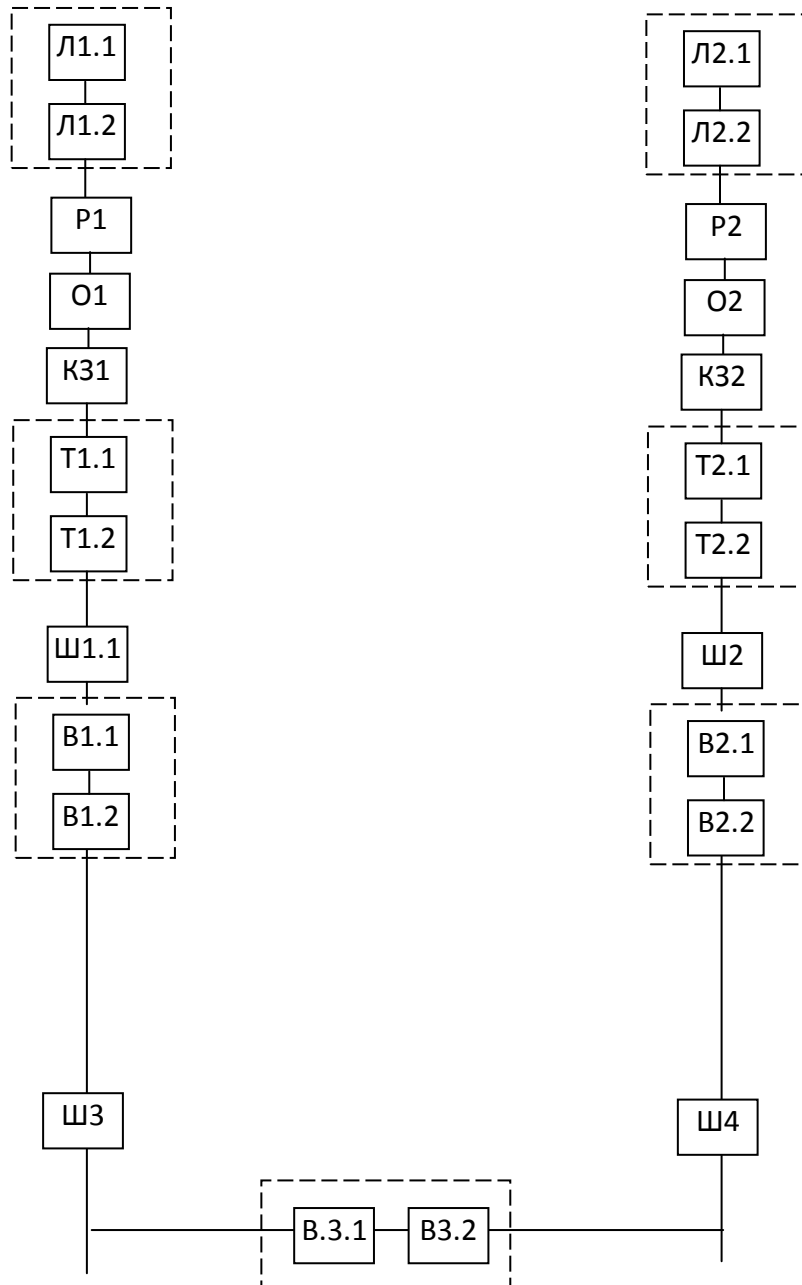 Л1.1
Л1.2
Р1
О1
КЗ1
Т1.1
Т1.2
Ш1.1
В1.1
В1.2
Ш3
Л2.1
Л2.2
Р2
О2
КЗ2
Т2.1
Т2.2
Ш2
В2.1
В2.2
Ш4
В.3.1
В3.2